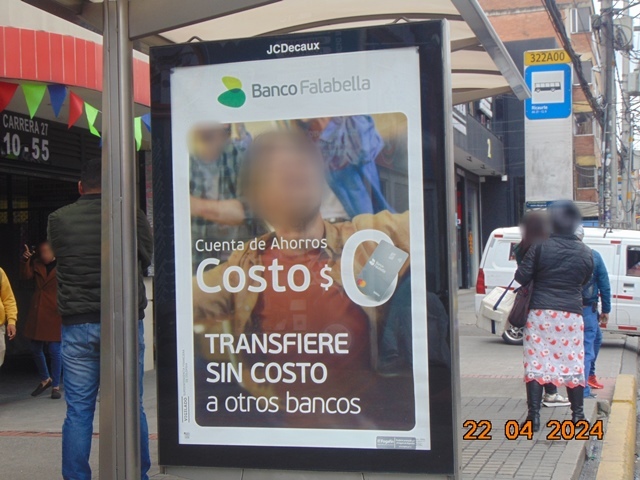 JCDecaux
Banco Falabella
Cuenta de Ahorros
Costo $0
TRANSFIERE
SIN COSTO
a otros bancos
CARRERA 27
10-55
322A00
2
22 04 2024